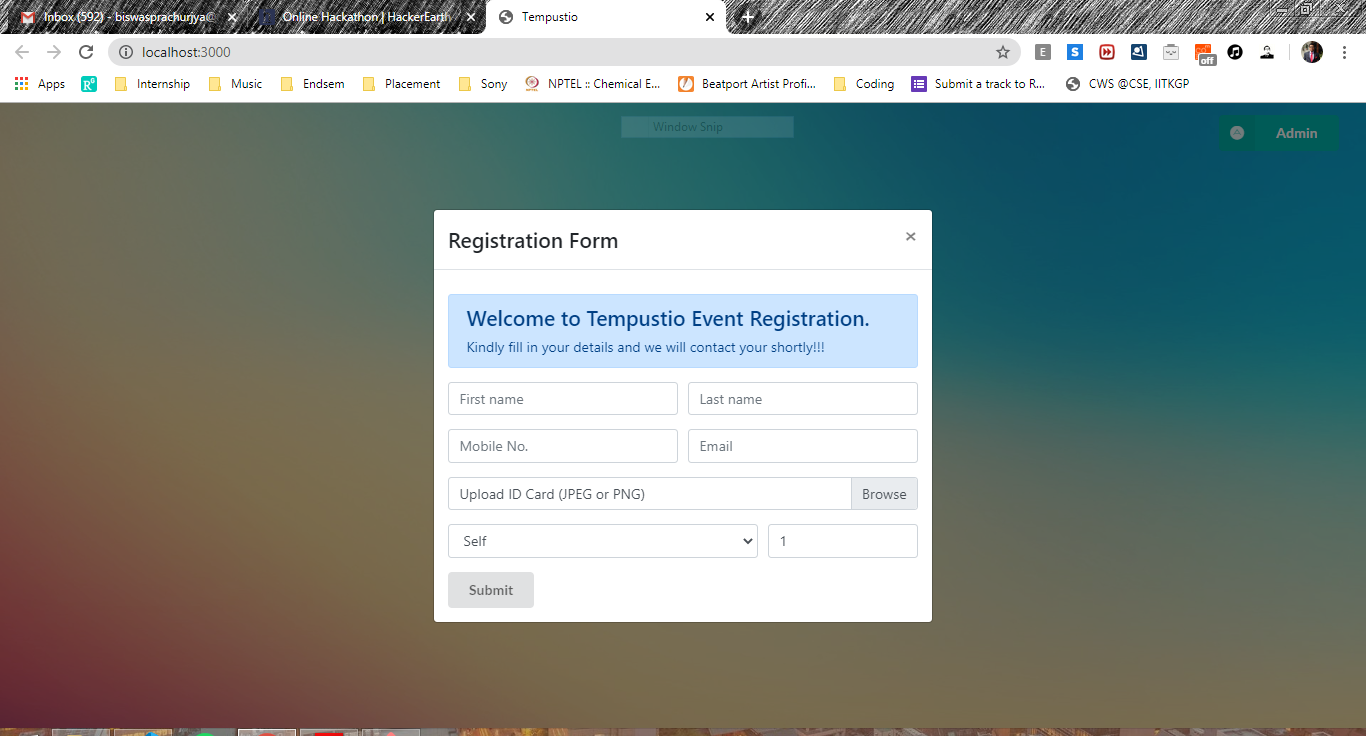 Inbox (592) - biswasprachurjya@
Online Hackathon | HackerEarth
Tempustio
localhost:3000
E
S
off
Apps
R
Internship
Music
Endsem
Placement
Sony
NPTEL :: Chemical E...
Beatport Artist Profi...
Coding
Submit a track to R...
CWS @CSE, IITKGP
Window Snip
Admin
Registration Form
×
Welcome to Tempustio Event Registration.
Kindly fill in your details and we will contact your shortly!!!
First name
Last name
Mobile No.
Email
Upload ID Card (JPEG or PNG)
Browse
Self
1
Submit